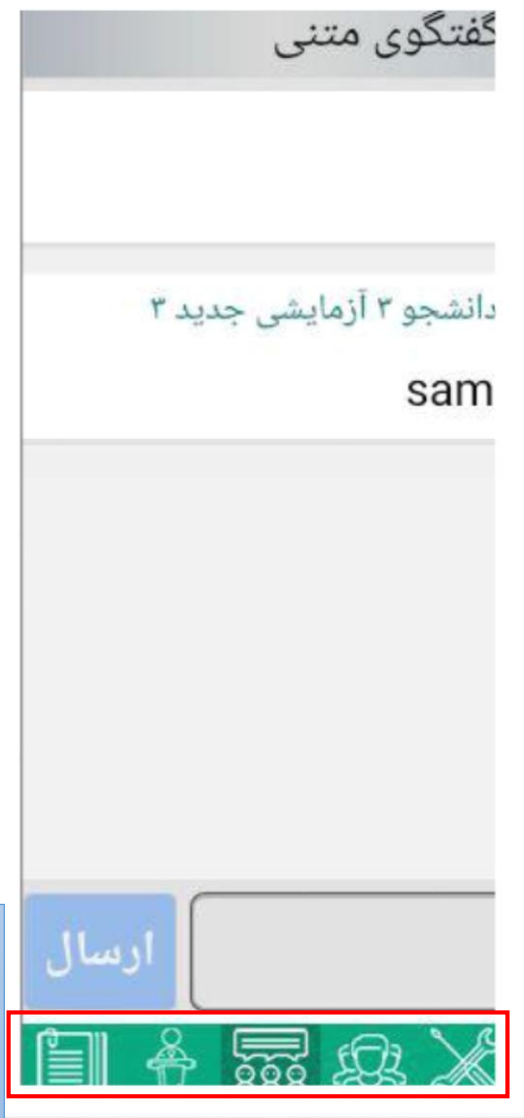 گفتگوی متنی
دانشجو ۳ آزمایشی جدید ۳
sam
ارسال